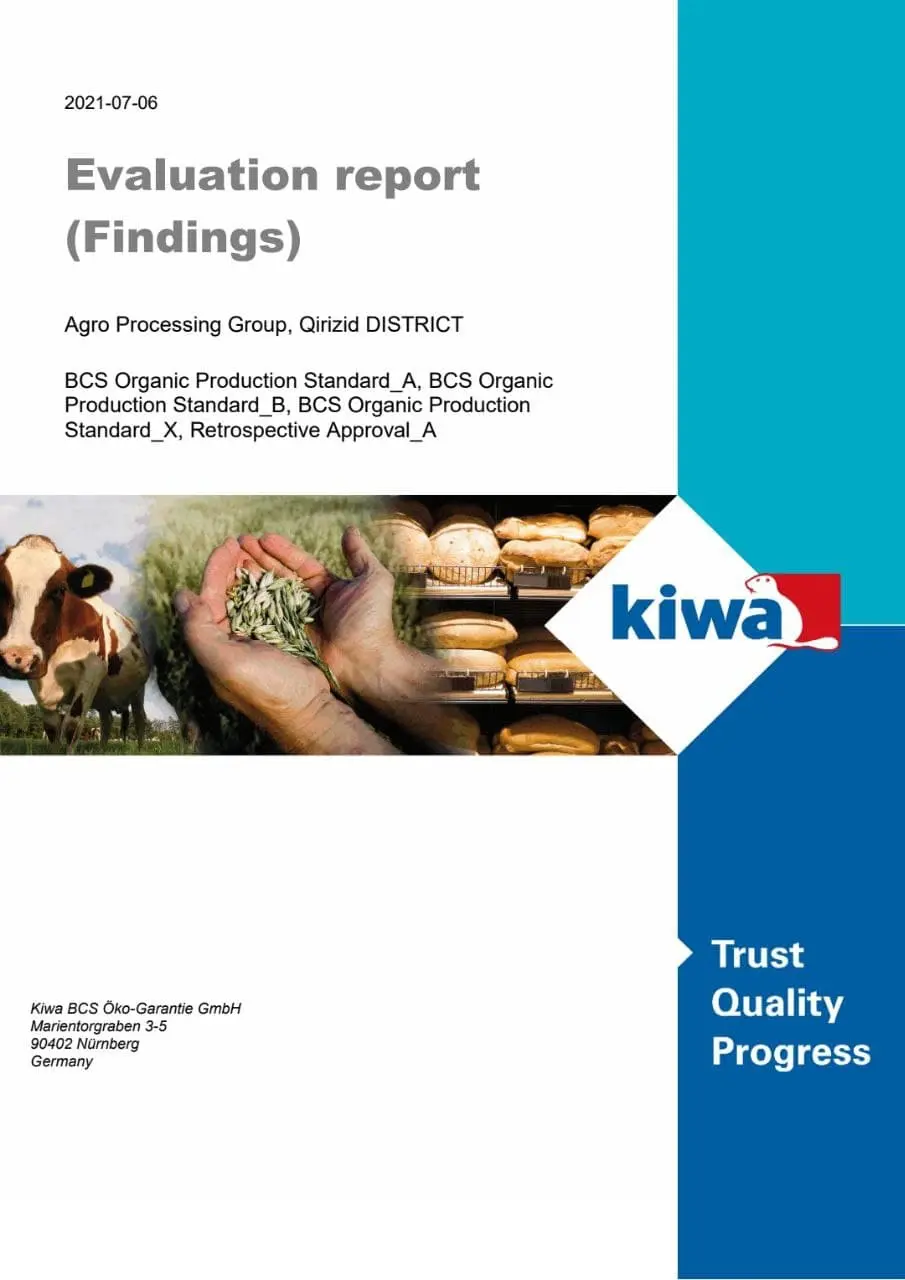 2021-07-06
Evaluation report
(Findings)
Agro Processing Group, Qirizid DISTRICT
BCS Organic Production Standard_A, BCS Organic
Production Standard_B, BCS Organic Production
Standard_X, Retrospective Approval_A
kiwa
Trust
Quality
Progress
Kiwa BCS Öko-Garantie GmbH
Marientorgraben 3-5
90402 Nürnberg
Germany